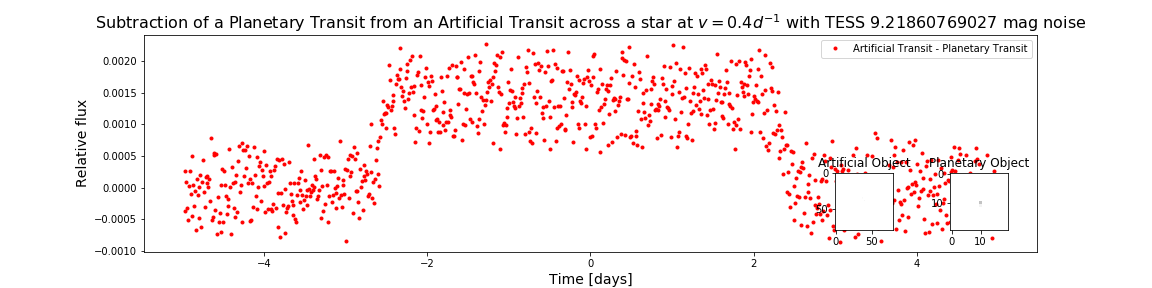 Subtraction of a Planetary Transit from an Artificial Transit across a star at v = 0.4d⁻¹ with TESS 9.21860769027 mag noise
Artificial Transit - Planetary Transit
Relative flux
0.0020
0.0015
0.0010
0.0005
0.0000
−0.0005
−0.0010
Artificial Object
0
50
0 50
Planetary Object
0
10
0 10
−4 −2 0 2 4
Time [days]